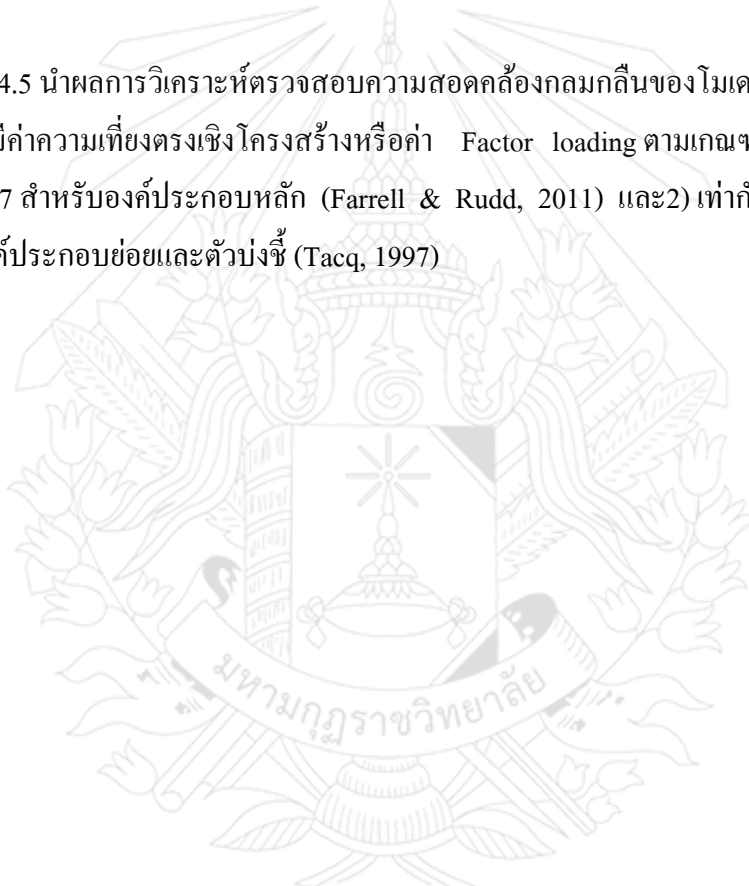 4.5 นำผลการวิเคราะห์ตรวจสอบความสอดคล้องกลมกลืนของโมเด
มีค่าความเที่ยงตรงเชิงโครงสร้างหรือค่า Factor loading ตามเกณฑ
7 สำหรับองค์ประกอบหลัก (Farrell & Rudd, 2011) และ2) เท่ากั
ค์ประกอบย่อยและตัวบ่งชี้ (Tacq, 1997)
มหามกุฏราชวิทยาลัย